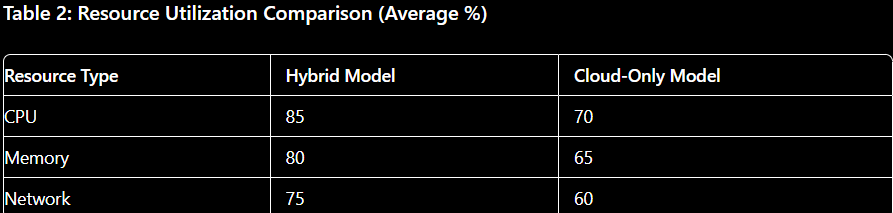 Table 2: Resource Utilization Comparison (Average %)
Resource Type Hybrid Model Cloud-Only Model
CPU 85 70
Memory 80 65
Network 75 60